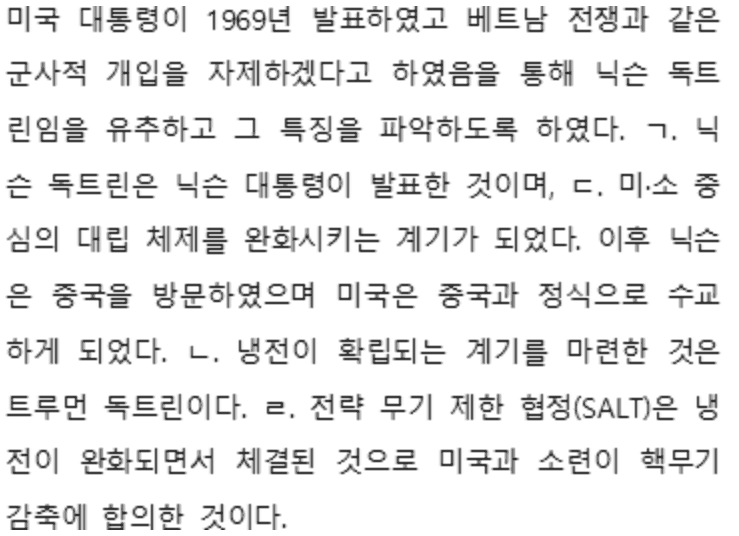 미국 대통령이 1969년 발표하였고 베트남 전쟁과 같은
군사적 개입을 자제하겠다고 하였음을 통해 닉슨 독트
린임을 유추하고 그 특징을 파악하도록 하였다. ㄱ. 닉
슨 독트린은 닉슨 대통령이 발표한 것이며, ㄷ. 미·소 중
심의 대립 체제를 완화시키는 계기가 되었다. 이후 닉슨
은 중국을 방문하였으며 미국은 중국과 정식으로 수교
하게 되었다. ㄴ. 냉전이 확립되는 계기를 마련한 것은
트루먼 독트린이다. ㄹ. 전략 무기 제한 협정(SALT)은 냉
전이 완화되면서 체결된 것으로 미국과 소련이 핵무기
감축에 합의한 것이다.